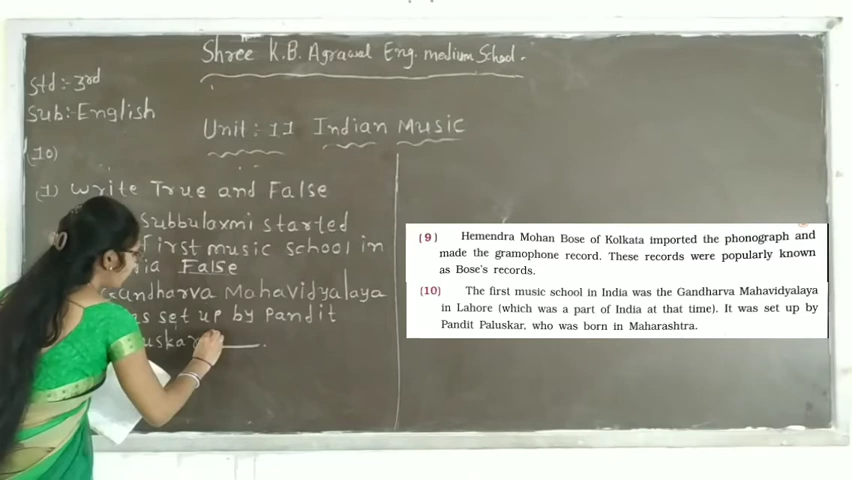 Shree K.B. Agrawal Eng. medium School.
Std :- 3rd
Sub:- English
Unit : 11 Indian Music
(10)
(1) Write True and False
Subbulaxmi started
first music school in
False
Gandharva Mahavidyalaya
set up by Pandit
(9) Hemendra Mohan Bose of Kolkata imported the phonograph and
made the gramophone record. These records were popularly known
as Bose's records.
(10) The first music school in India was the Gandharva Mahavidyalaya
in Lahore (which was a part of India at that time). It was set up by
Pandit Paluskar, who was born in Maharashtra.